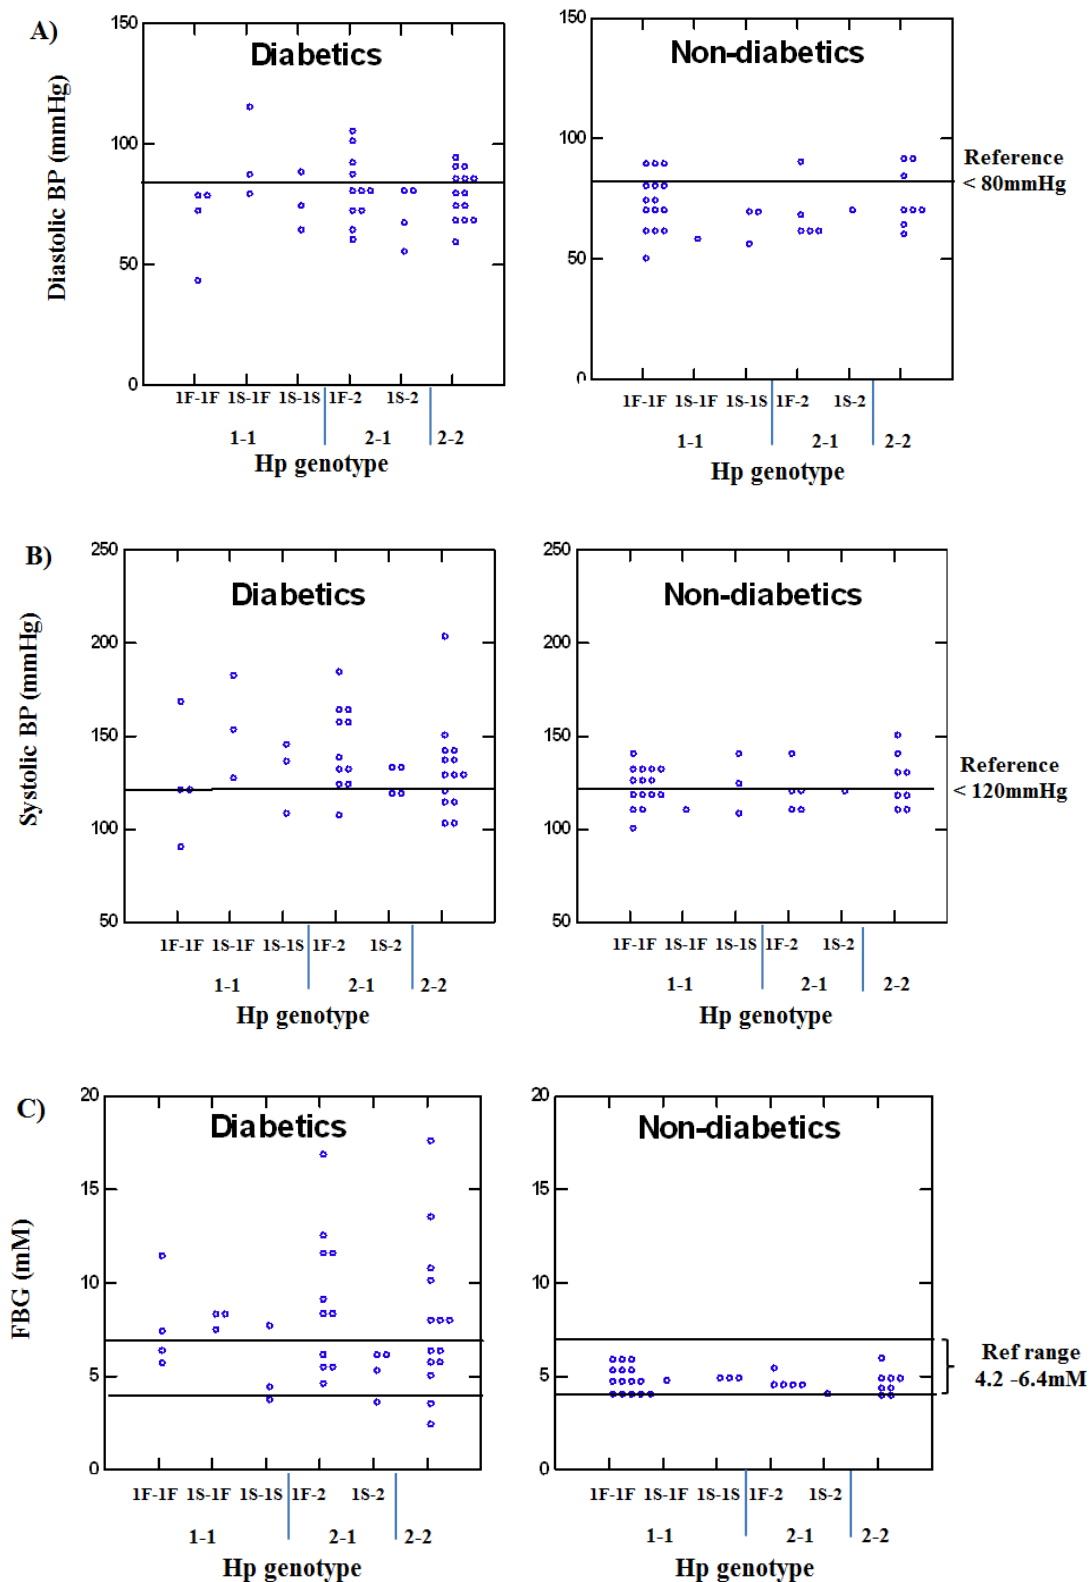 A)
Diastolic BP (mmHg)
150
100
50
0
Diabetics
1F-1F 1S-1F 1S-1S 1F-2 1S-2
1-1 2-1 2-2
Hp genotype
150
100
50
0
Non-diabetics
Reference
< 80mmHg
1F-1F 1S-1F 1S-1S 1F-2 1S-2
1-1 2-1 2-2
Hp genotype
B)
Systolic BP (mmHg)
250
200
150
100
50
Diabetics
1F-1F 1S-1F 1S-1S 1F-2 1S-2
1-1 2-1 2-2
Hp genotype
250
200
150
100
50
Non-diabetics
Reference
< 120mmHg
1F-1F 1S-1F 1S-1S 1F-2 1S-2
1-1 2-1 2-2
Hp genotype
C)
FBG (mM)
20
15
10
5
0
Diabetics
1F-1F 1S-1F 1S-1S 1F-2 1S-2
1-1 2-1 2-2
Hp genotype
20
15
10
5
0
Non-diabetics
Ref range
4.2 -6.4mM
1F-1F 1S-1F 1S-1S 1F-2 1S-2
1-1 2-1 2-2
Hp genotype